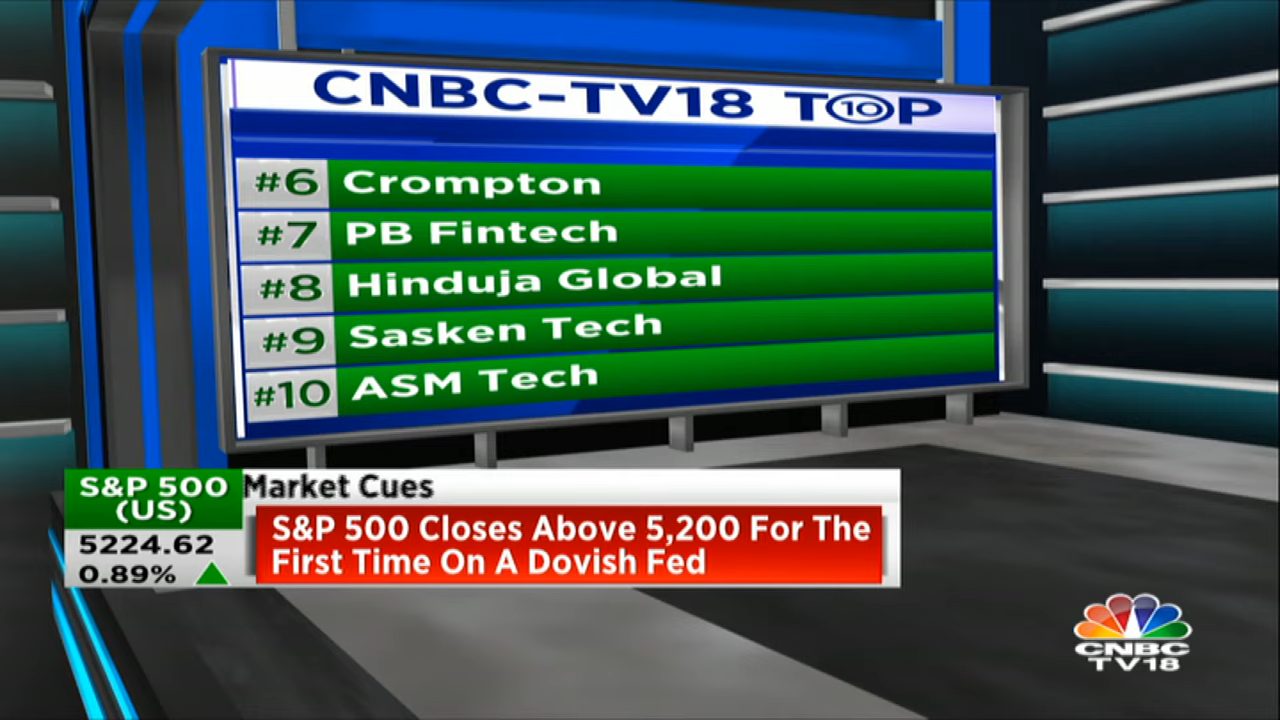 CNBC-TV18 TOP 10
#6 Crompton
#7 PB Fintech
#8 Hinduja Global
#9 Sasken Tech
#10 ASM Tech
S&P 500
(US)
5224.62
0.89%
Market Cues
S&P 500 Closes Above 5,200 For The
First Time On A Dovish Fed
CNBC
TV18